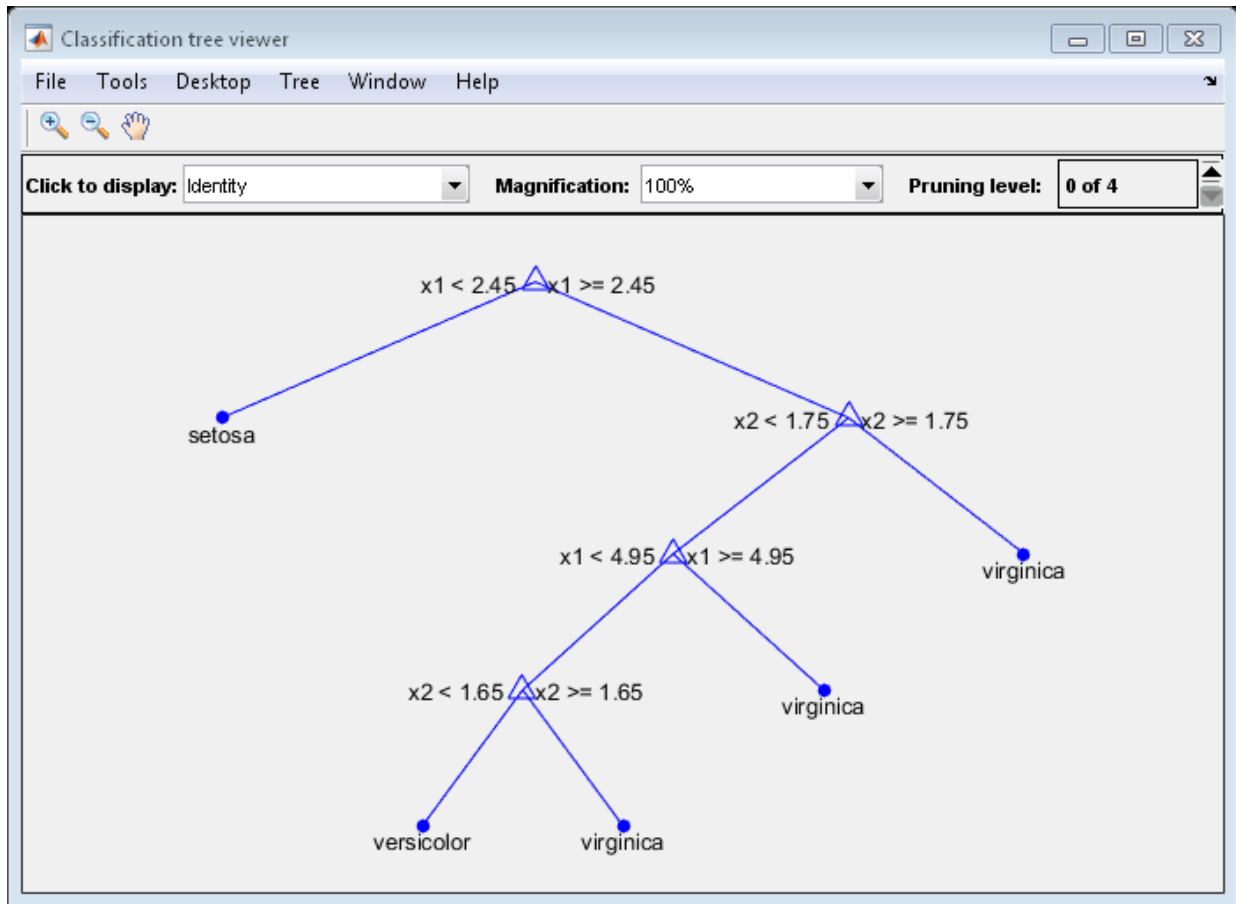 Classification tree viewer
File Tools Desktop Tree Window Help
Click to display: Identity Magnification: 100% Pruning level: 0 of 4
x1 < 2.45 x1 >= 2.45
setosa
x2 < 1.75 x2 >= 1.75
x1 < 4.95 x1 >= 4.95
virginica
x2 < 1.65 x2 >= 1.65
virginica
versicolor virginica